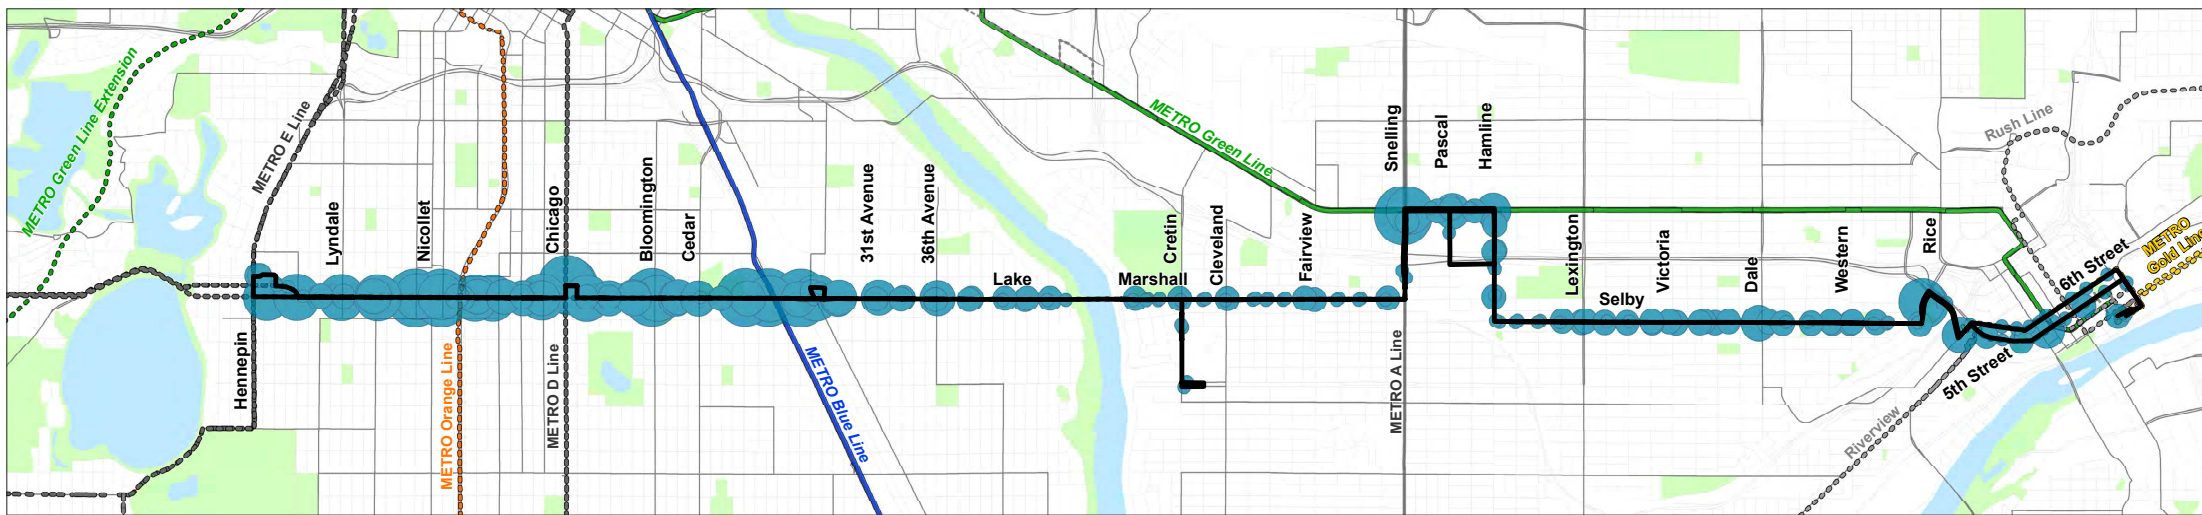 METRO Green Line Extension
METRO E Line
Hennepin
Lyndale
Nicollet
METRO Orange Line
Chicago
METRO D Line
Bloomington
Cedar
METRO Blue Line
31st Avenue
36th Avenue
Lake
Marshall
Cretin
Cleveland
METRO Green Line
Fairview
Snelling
METRO A Line
Pascal
Hamline
Lexington
Selby
Victoria
Dale
Western
Rice
Rush Line
Riverview
5th Street
6th Street
METRO
Gold Line